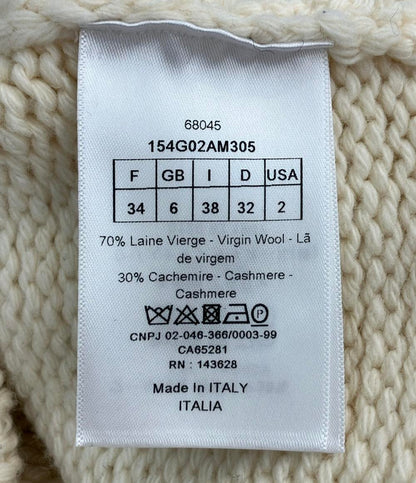 68045
154G02AM305
F GB I D USA
34 6 38 32 2
70% Laine Vierge - Virgin Wool - Lã
de virgem
30% Cachemire - Cashmere -
Cashmere
CNPJ 02-046-366/0003-99
CA65281
RN : 143628
Made In ITALY
ITALIA